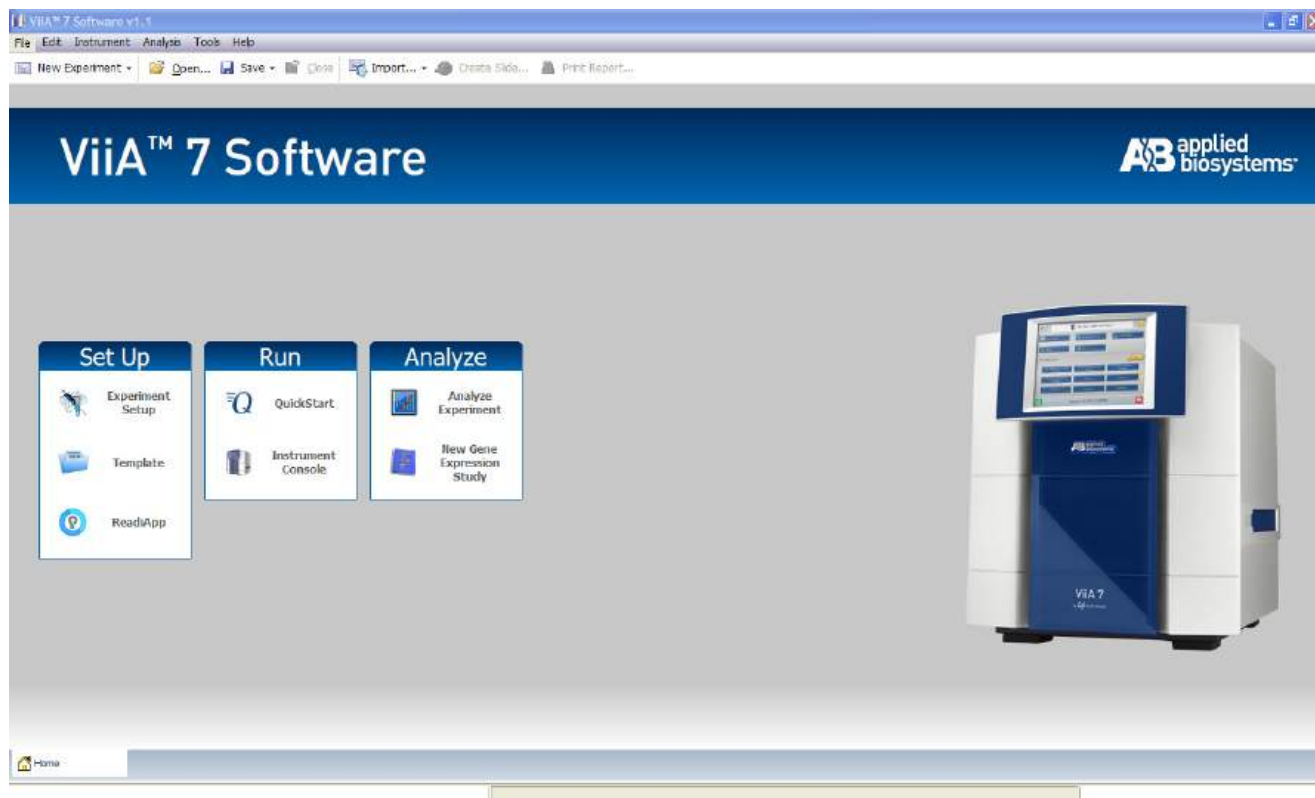 ViiA™ 7 Software v1.1
File Edit Instrument Analysis Tools Help
New Experiment Open... Save Close Import... Create Slide... Print Report...
ViiA™ 7 Software
AB applied
biosystems
Set Up
Experiment
Setup
Template
ReadiApp
Run
QuickStart
Instrument
Console
Analyze
Analyze
Experiment
New Gene
Expression
Study
ViiA 7
Home